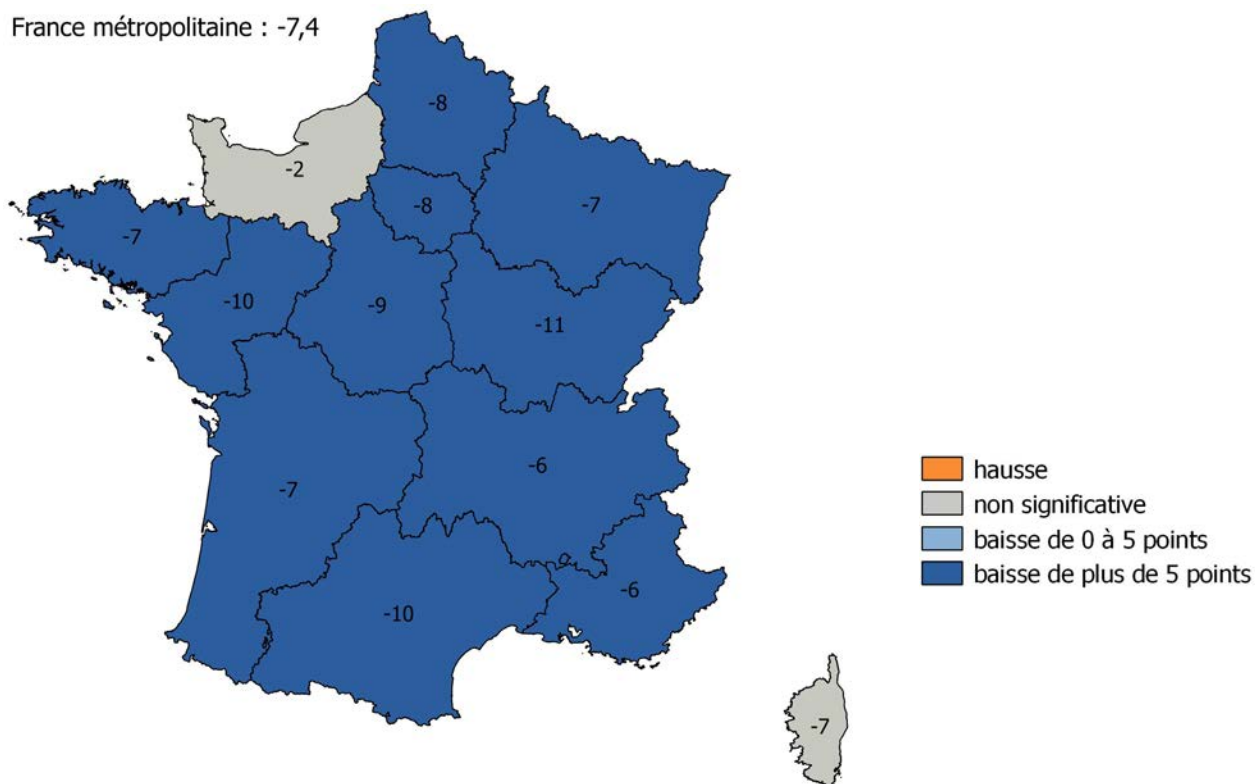 France métropolitaine : -7,4
-8
-2
-8
-7
-7
-10
-9
-11
-6
-7
-6
-10
-7
hausse
non significative
baisse de 0 à 5 points
baisse de plus de 5 points